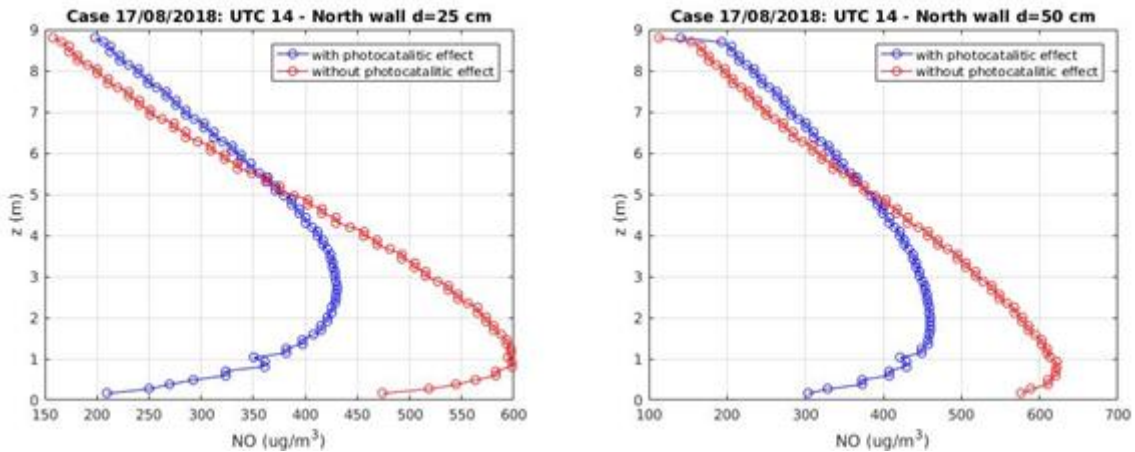 Case 17/08/2018: UTC 14 - North wall d=25 cm
with photocatalitic effect
without photocatalitic effect
9
8
7
6
5
4
3
2
1
0
z (m)
150 200 250 300 350 400 450 500 550 600
NO (ug/m³)
Case 17/08/2018: UTC 14 - North wall d=50 cm
with photocatalitic effect
without photocatalitic effect
9
8
7
6
5
4
3
2
1
0
z (m)
100 200 300 400 500 600 700
NO (ug/m³)